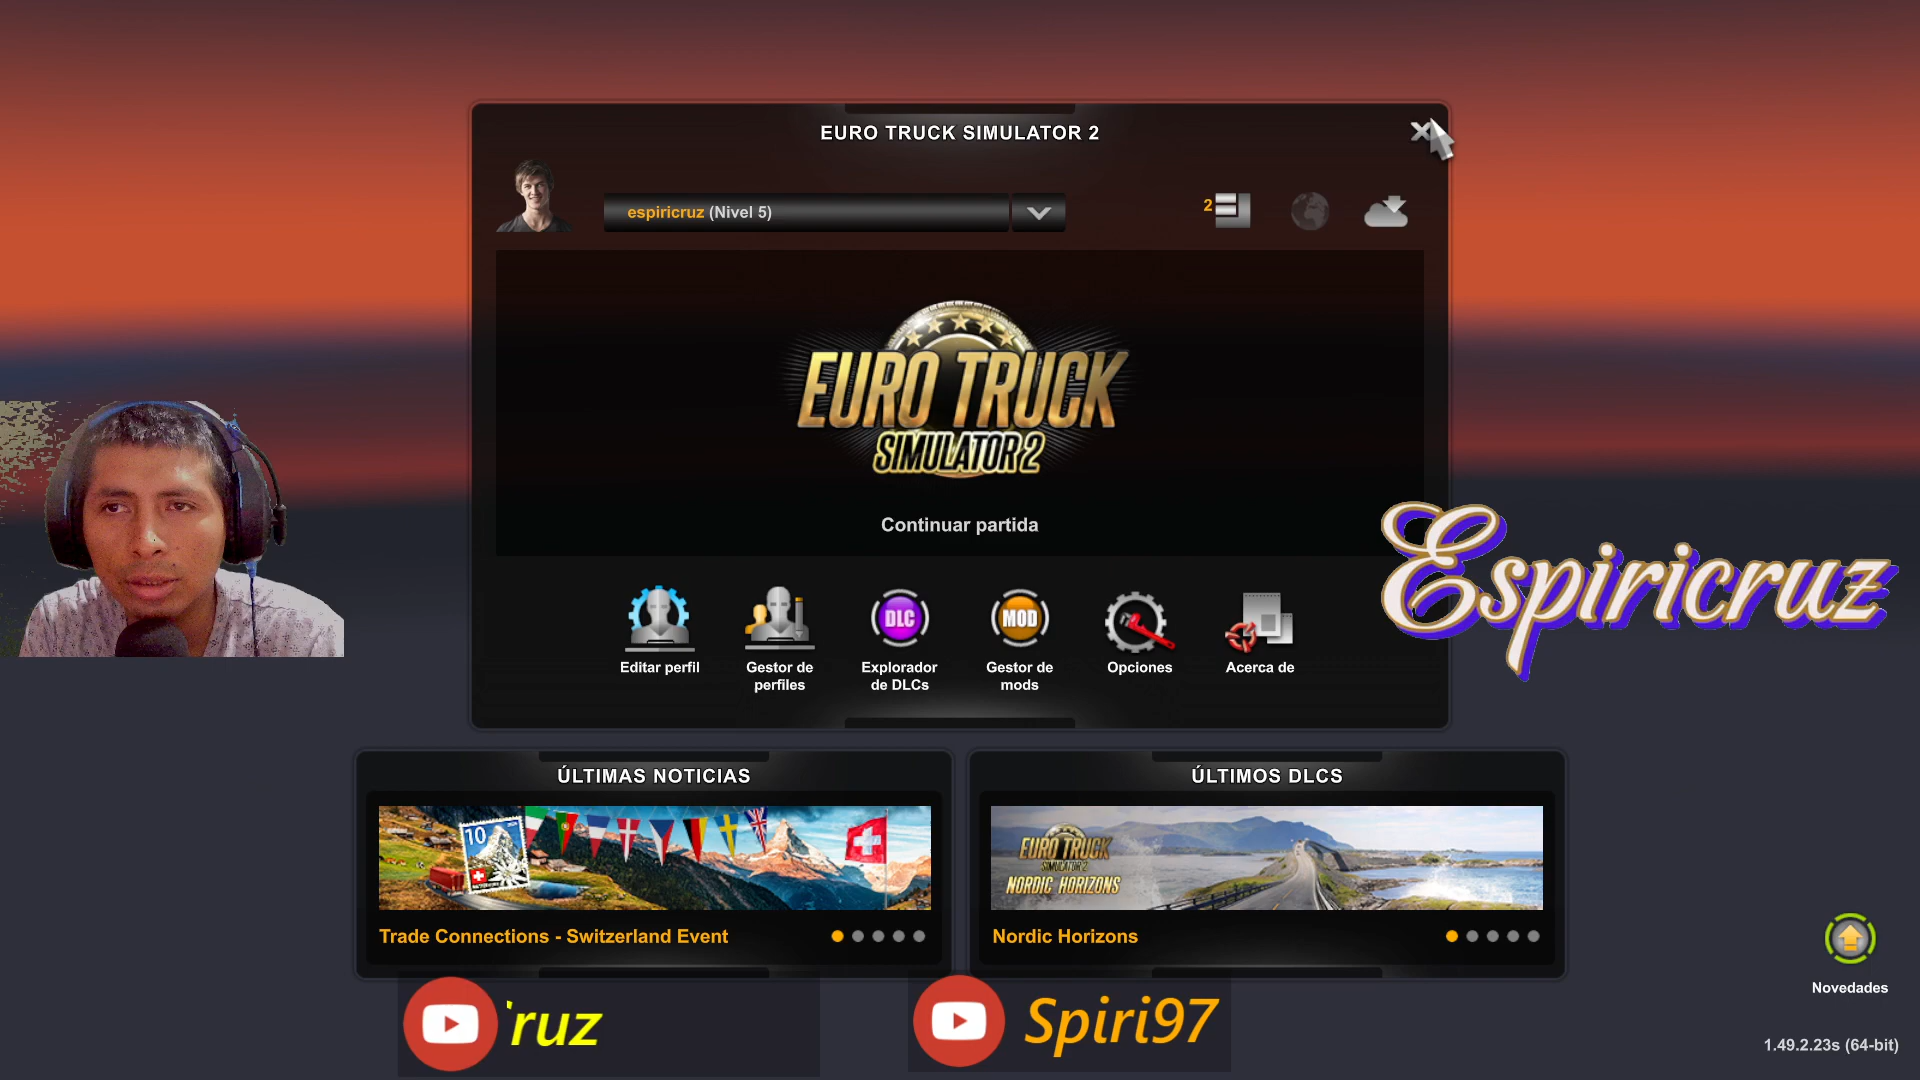 EURO TRUCK SIMULATOR 2
espiricruz (Nivel 5)
2
EURO TRUCK
SIMULATOR 2
Continuar partida
Espiricruz
DLC
MOD
Editar perfil
Gestor de
perfiles
Explorador
de DLCs
Gestor de
mods
Opciones
Acerca de
ÚLTIMAS NOTICIAS
10
Trade Connections - Switzerland Event
ÚLTIMOS DLCS
EURO TRUCK
SIMULATOR 2
NORDIC HORIZONS
Nordic Horizons
Novedades
'ruz
Spiri97
1.49.2.23s (64-bit)